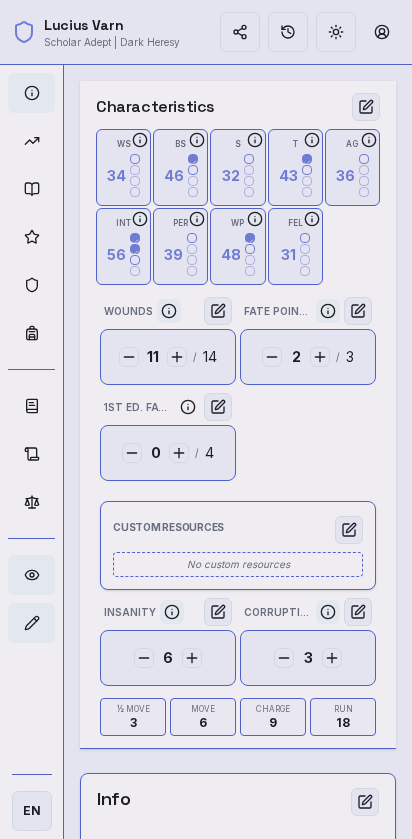 Lucius Varn
Scholar Adept | Dark Heresy
Characteristics
WS BS S T AG
34 46 32 43 36
INT PER WP FEL
56 39 48 31
WOUNDS FATE POIN...
11 / 14 2 / 3
1ST ED. FA...
0 / 4
CUSTOM RESOURCES
No custom resources
INSANITY CORRUPTI...
6 3
½ MOVE MOVE CHARGE RUN
3 6 9 18
Info
EN